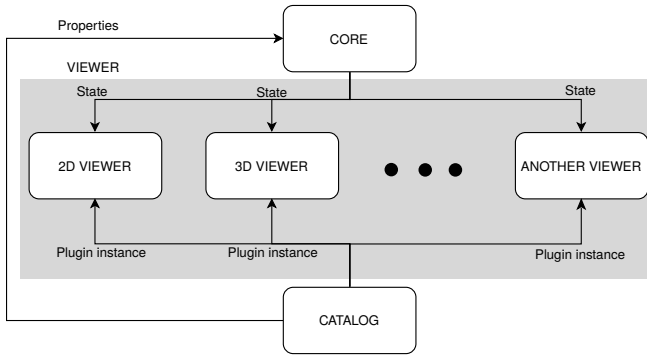 Properties
CORE
VIEWER
State
State
State
2D VIEWER
3D VIEWER
ANOTHER VIEWER
Plugin instance
Plugin instance
Plugin instance
CATALOG